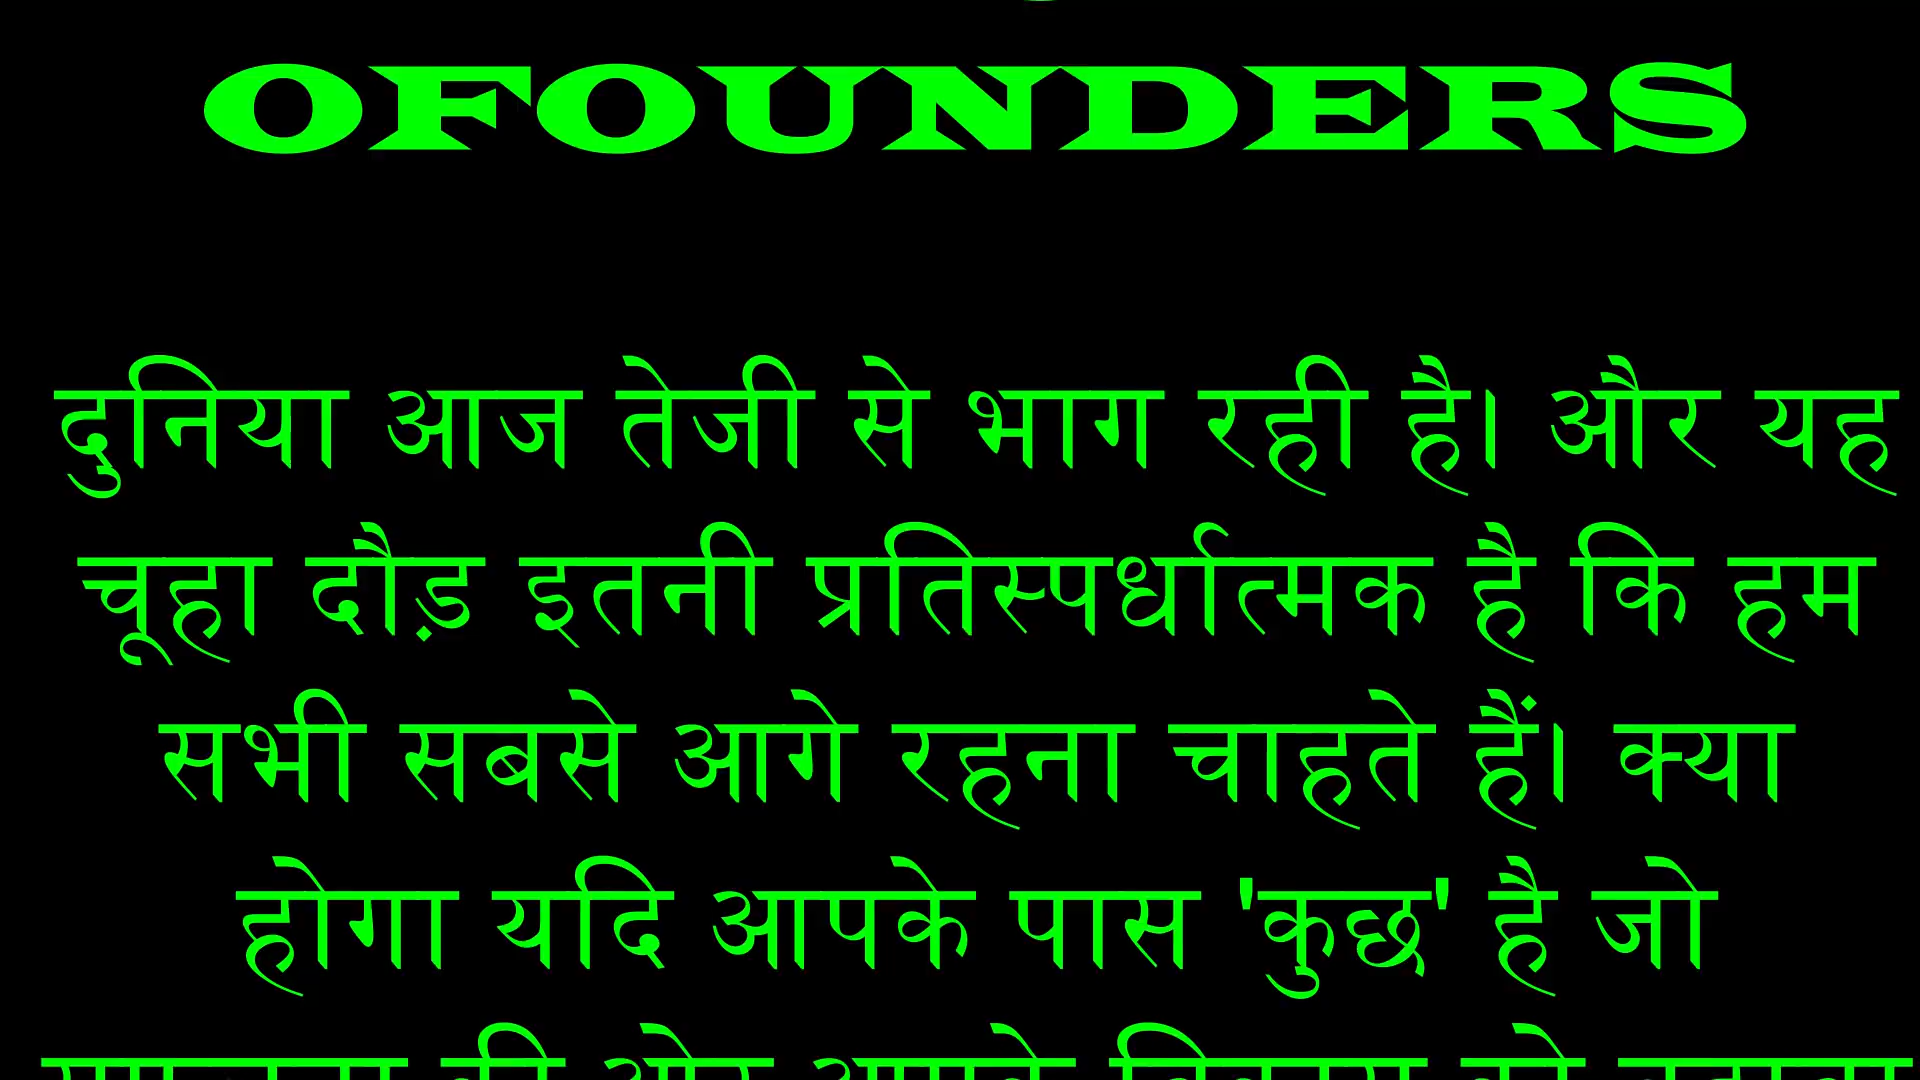 OFOUNDERS
दुनिया आज तेजी से भाग रही है। और यह
चूहा दौड़ इतनी प्रतिस्पर्धात्मक है कि हम
सभी सबसे आगे रहना चाहते हैं। क्या
होगा यदि आपके पास 'कुछ' है जो